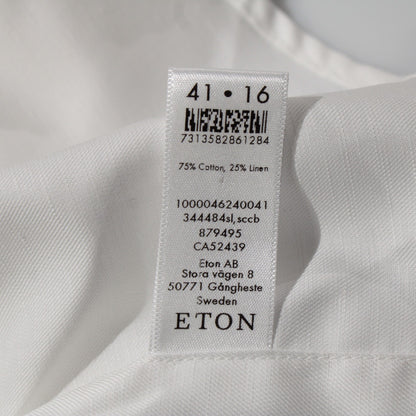 41 • 16
7313582861284
75% Cotton, 25% Linen
1000046240041
344484sl,sccb
879495
CA52439
Eton AB
Stora vägen 8
50771 Gånghester
Sweden
ETON